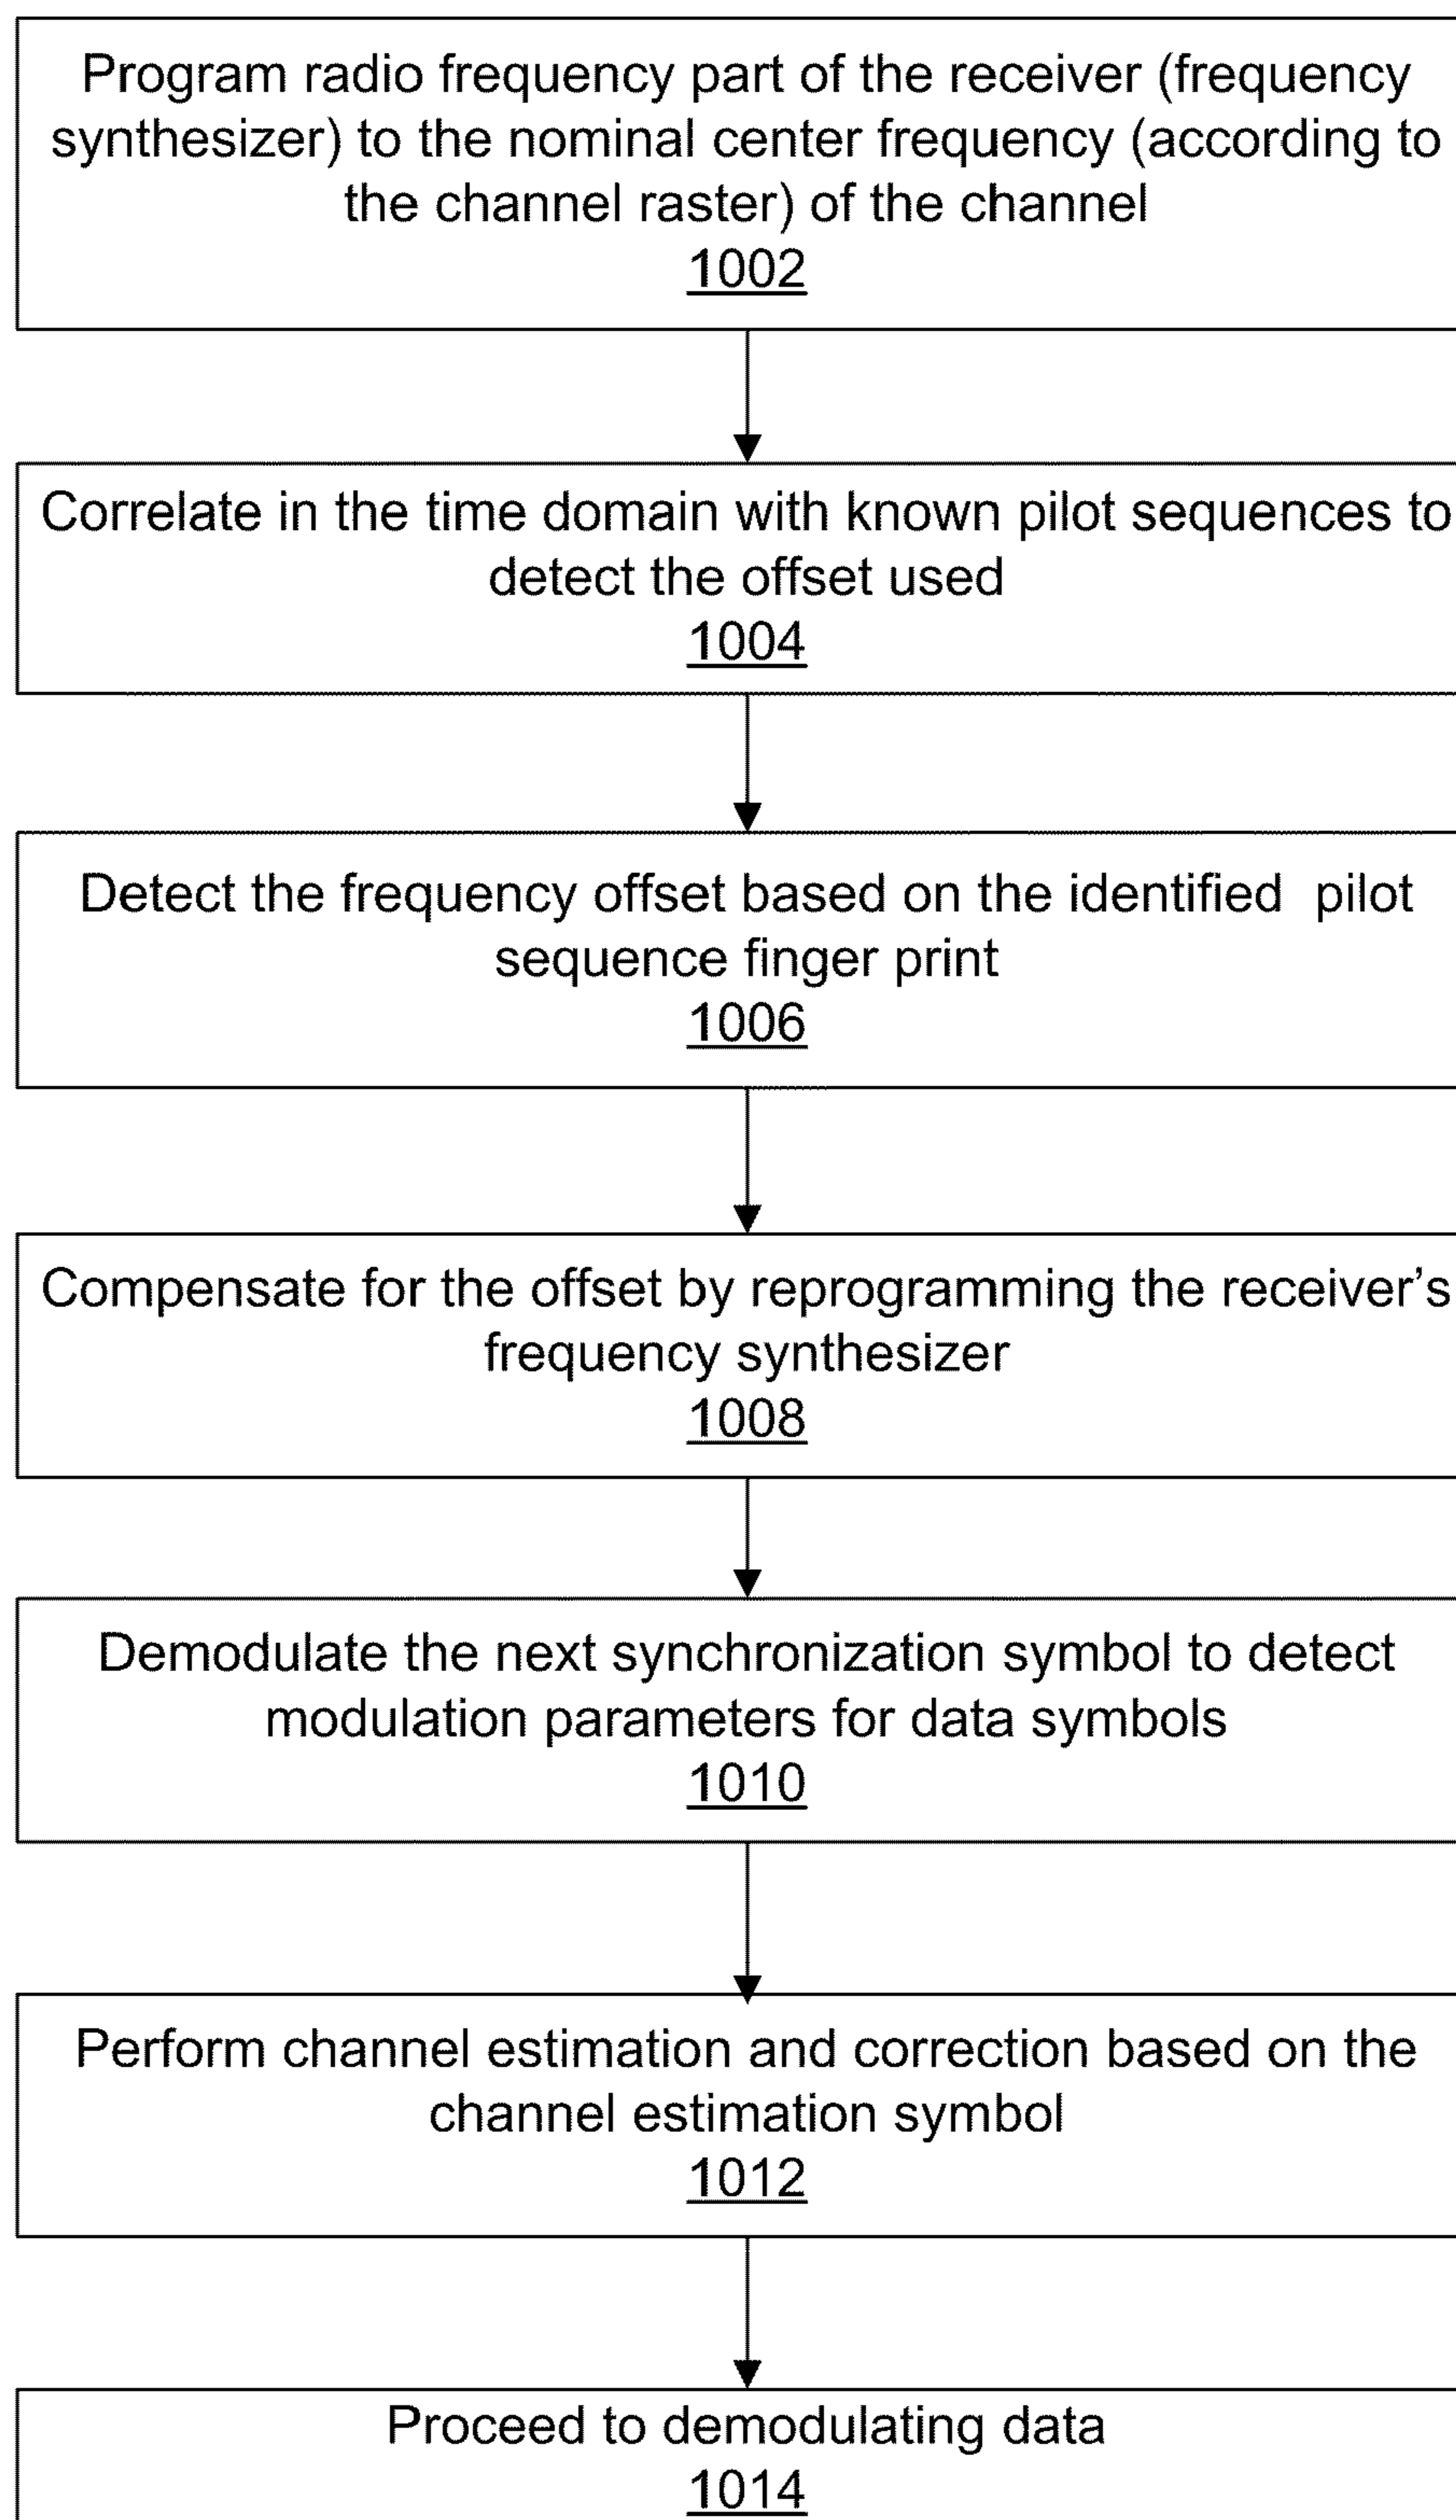 Program radio frequency part of the receiver (frequency
synthesizer) to the nominal center frequency (according to
the channel raster) of the channel
1002
Correlate in the time domain with known pilot sequences to
detect the offset used
1004
Detect the frequency offset based on the identified pilot
sequence finger print
1006
Compensate for the offset by reprogramming the receiver’s
frequency synthesizer
1008
Demodulate the next synchronization symbol to detect
modulation parameters for data symbols
1010
Perform channel estimation and correction based on the
channel estimation symbol
1012
Proceed to demodulating data
1014